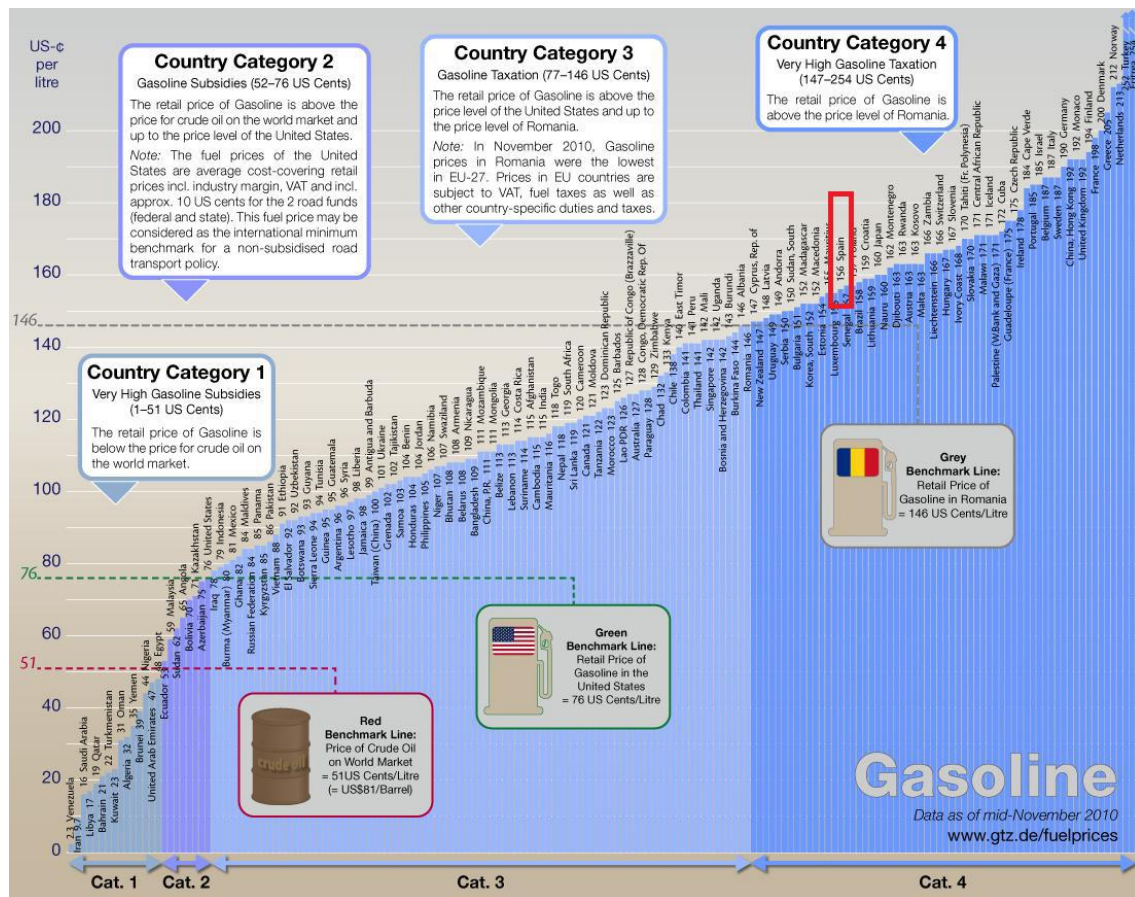 US-¢
per
litre
200
180
160
146
140
120
100
80
76
60
51
40
20
0
Country Category 2
Gasoline Subsidies (52–76 US Cents)
The retail price of Gasoline is above the
price for crude oil on the world market and
up to the price level of the United States.
Note: The fuel prices of the United
States are average cost-covering retail
prices incl. industry margin, VAT and incl.
approx. 10 US cents for the 2 road funds
(federal and state). This fuel price may be
considered as the international minimum
benchmark for a non-subsidised road
transport policy.
Country Category 3
Gasoline Taxation (77–146 US Cents)
The retail price of Gasoline is above the
price level of the United States and up to
the price level of Romania.
Note: In November 2010, Gasoline
prices in Romania were the lowest
in EU-27. Prices in EU countries are
subject to VAT, fuel taxes as well as
other country-specific duties and taxes.
Country Category 4
Very High Gasoline Taxation
(147–254 US Cents)
The retail price of Gasoline is
above the price level of Romania.
Country Category 1
Very High Gasoline Subsidies
(1–51 US Cents)
The retail price of Gasoline is
below the price for crude oil on
the world market.
2.3 Venezuela
Iran 9.7
16 Saudi Arabia
Libya 17
19 Qatar
Bahrain 21
22 Turkmenistan
Kuwait 23
31 Oman
Algeria 32
35 Yemen
Brunei 39
44 Nigeria
United Arab Emirates 47
48 Egypt
Ecuador 53
59 Malaysia
Sudan 62
65 Angola
Bolivia 70
71 Kazakhstan
Azerbaijan 75
76 United States
Iraq 78
79 Indonesia
Burma (Myanmar) 80
81 Mexico
Ghana 82
84 Maldives
Russian Federation 84
85 Panama
Kyrgyzstan 85
86 Pakistan
Vietnam 88
91 Ethiopia
El Salvador 92
92 Uzbekistan
Botswana 93
93 Guyana
Sierra Leone 94
94 Tunisia
Guinea 95
95 Guatemala
Argentina 96
96 Syria
Lesotho 97
98 Liberia
Jamaica 98
99 Antigua and Barbuda
Taiwan (China) 100
101 Ukraine
Grenada 102
102 Tajikistan
Samoa 103
104 Benin
Honduras 104
104 Jordan
Philippines 105
106 Namibia
Niger 107
107 Swaziland
Bhutan 108
108 Armenia
Belarus 108
109 Nicaragua
Bangladesh 109
111 Mozambique
China, P.R. 111
111 Mongolia
Belize 113
113 Georgia
Lebanon 113
114 Costa Rica
Suriname 114
115 Afghanistan
Cambodia 115
115 India
Mauritania 116
118 Togo
Nepal 118
119 South Africa
Sri Lanka 119
120 Cameroon
Canada 121
121 Moldova
Tanzania 122
123 Dominican Republic
Morocco 123
125 Barbados
Lao PDR 126
127 Republic of Congo (Brazzaville)
Australia 127
128 Congo, Democratic Rep. Of
Paraguay 128
129 Zimbabwe
Chad 132
133 Kenya
Chile 138
140 East Timor
Colombia 141
141 Peru
Thailand 141
142 Mali
Singapore 142
142 Uganda
Bosnia and Herzegovina 142
143 Burundi
Burkina Faso 144
146 Albania
Romania 146
147 Cyprus, Rep. of
New Zealand 147
148 Latvia
Uruguay 149
149 Andorra
Serbia 150
150 Sudan, South
Bulgaria 151
152 Madagascar
Korea, South 152
152 Macedonia
Estonia 154
Luxembourg
156 Spain
Senegal
Brazil 158
159 Croatia
Lithuania 159
160 Japan
Nauru 160
162 Montenegro
Djibouti 163
163 Rwanda
Austria 163
163 Kosovo
Malta 163
166 Zambia
Liechtenstein 166
166 Switzerland
Hungary 167
167 Slovenia
Ivory Coast 168
170 Tahiti (Fr. Polynesia)
Slovakia 170
171 Central African Republic
Malawi 171
171 Iceland
Palestine (W.Bank and Gaza) 171
172 Cuba
Guadeloupe (France) 175
175 Czech Republic
Ireland 178
184 Cape Verde
Portugal 185
185 Israel
Belgium 187
187 Italy
Sweden 187
190 Germany
China, Hong Kong 192
192 Monaco
United Kingdom 192
194 Finland
France 198
200 Denmark
Greece 205
212 Norway
Netherlands 213
252 Turkey
Eritrea 254
Red
Benchmark Line:
Price of Crude Oil
on World Market
= 51US Cents/Litre
(= US$81/Barrel)
crude oil
Green
Benchmark Line:
Retail Price of
Gasoline in the
United States
= 76 US Cents/Litre
Grey
Benchmark Line:
Retail Price of
Gasoline in Romania
= 146 US Cents/Litre
Gasoline
Data as of mid-November 2010
www.gtz.de/fuelprices
Cat. 1
Cat. 2
Cat. 3
Cat. 4